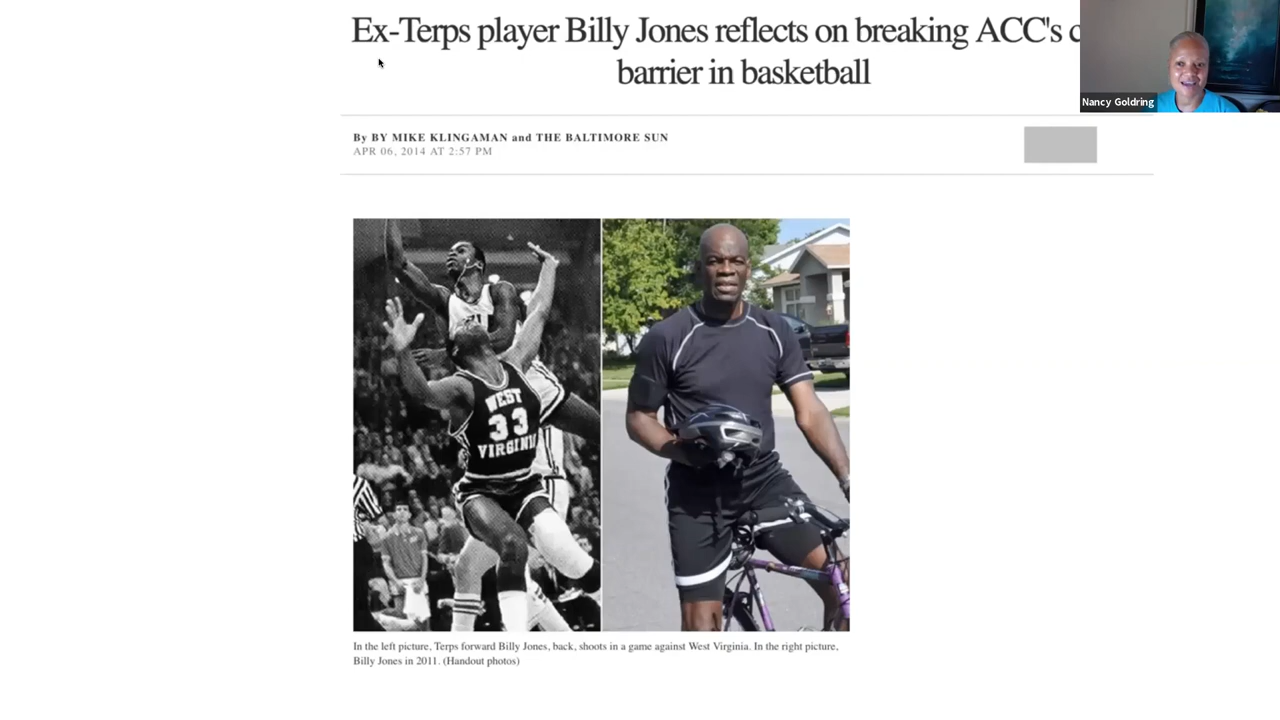 Ex-Terps player Billy Jones reflects on breaking ACC's
barrier in basketball
Nancy Goldring
By BY MIKE KLINGAMAN and THE BALTIMORE SUN
APR 06, 2014 AT 2:57 PM
WEST
33
VIRGINIA
In the left picture, Terps forward Billy Jones, back, shoots in a game against West Virginia. In the right picture,
Billy Jones in 2011. (Handout photos)